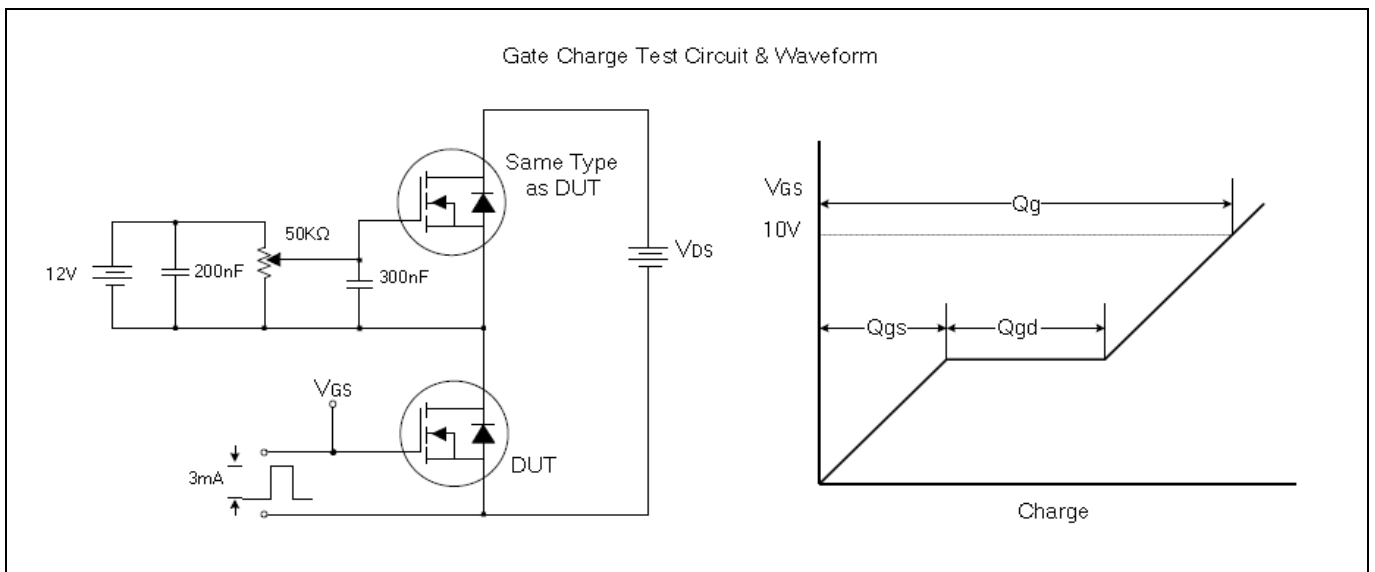 Gate Charge Test Circuit & Waveform
Same Type
as DUT
50KΩ
12V
200nF
300nF
VDS
VGS
DUT
3mA
VGS
10V
Qg
Qgs
Qgd
Charge